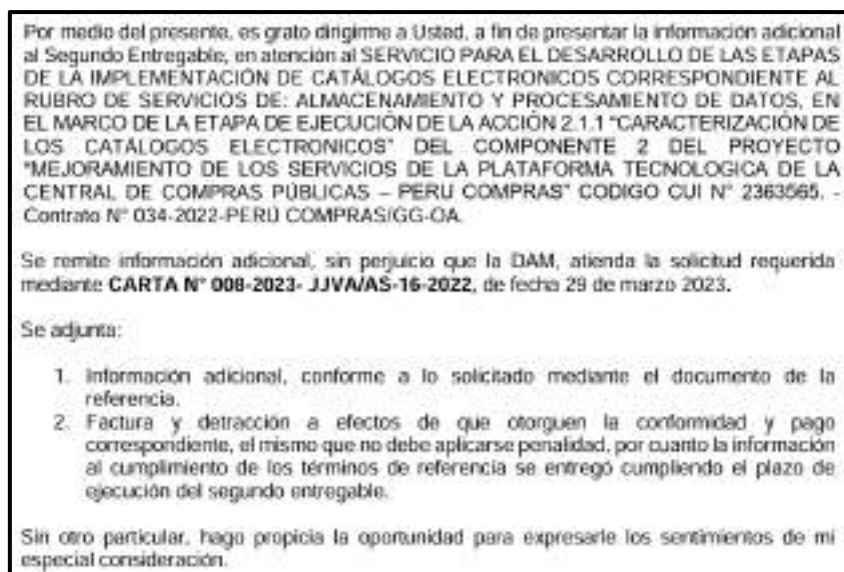 Por medio del presente, es grato dirigirme a Usted, a fin de presentar la información adicional
al Segundo Entregable, en atención al SERVICIO PARA EL DESARROLLO DE LAS ETAPAS
DE LA IMPLEMENTACIÓN DE CATÁLOGOS ELECTRONICOS CORRESPONDIENTE AL
RUBRO DE SERVICIOS DE: ALMACENAMIENTO Y PROCESAMIENTO DE DATOS, EN
EL MARCO DE LA ETAPA DE EJECUCIÓN DE LA ACCIÓN 2.1.1 "CARACTERIZACIÓN DE
LOS CATÁLOGOS ELECTRONICOS" DEL COMPONENTE 2 DEL PROYECTO
"MEJORAMIENTO DE LOS SERVICIOS DE LA PLATAFORMA TECNOLOGICA DE LA
CENTRAL DE COMPRAS PÚBLICAS – PERU COMPRAS" CODIGO CUI N° 2363565. -
Contrato N° 034-2022-PERÚ COMPRAS/GG-OA.
Se remite información adicional, sin perjuicio que la DAM, atienda la solicitud requerida
mediante CARTA N° 008-2023- JJVA/AS-16-2022, de fecha 29 de marzo 2023.
Se adjunta:
1. Información adicional, conforme a lo solicitado mediante el documento de la
referencia.
2. Factura y detracción a efectos de que otorguen la conformidad y pago
correspondiente, el mismo que no debe aplicarse penalidad, por cuanto la información
al cumplimiento de los términos de referencia se entregó cumpliendo el plazo de
ejecución del segundo entregable.
Sin otro particular, hago propicia la oportunidad para expresarle los sentimientos de mi
especial consideración.